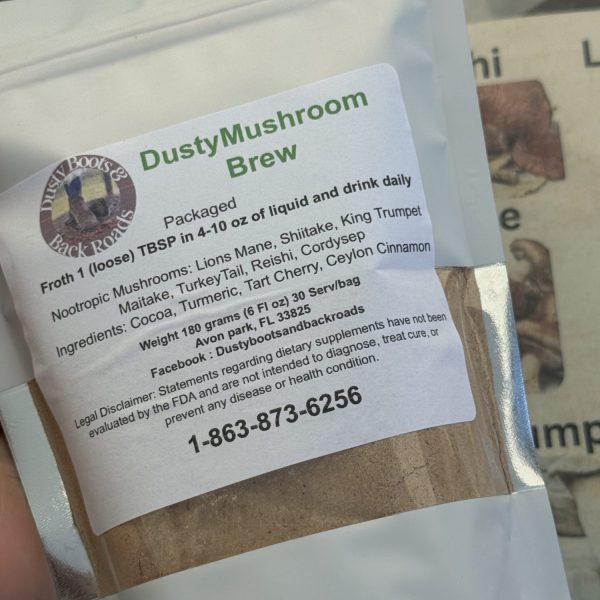 Dusty Boots &
Back Roads
DustyMushroom
Brew
Packaged
Froth 1 (loose) TBSP in 4-10 oz of liquid and drink daily
Nootropic Mushrooms: Lions Mane, Shiitake, King Trumpet
Maitake, TurkeyTail, Reishi, Cordysep
Ingredients: Cocoa, Turmeric, Tart Cherry, Ceylon Cinnamon
Weight 180 grams (6 Fl oz) 30 Serv/bag
Avon park, FL 33825
Facebook : Dustybootsandbackroads
Legal Disclaimer: Statements regarding dietary supplements have not been
evaluated by the FDA and are not intended to diagnose, treat cure, or
prevent any disease or health condition.
1-863-873-6256
hi
L
e
ump